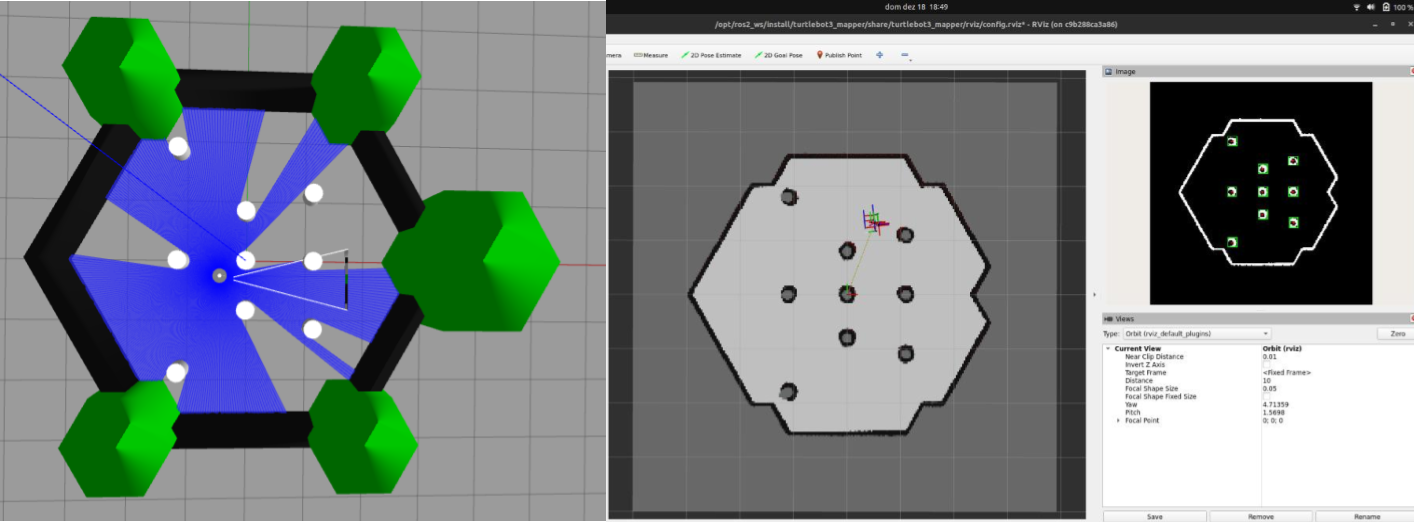 dom dez 18 18:49
100 %
/opt/ros2_ws/install/turtlebot3_mapper/share/turtlebot3_mapper/rviz/config.rviz* - RViz (on c9b288ca3a86)
mera Measure 2D Pose Estimate 2D Goal Pose Publish Point
Image
Views
Type: Orbit (rviz_default_plugins) Zero
Current View Orbit (rviz)
Near Clip Distance 0.01
Invert Z Axis
Target Frame <Fixed Frame>
Distance 10
Focal Shape Size 0.05
Focal Shape Fixed Size
Yaw 4.71359
Pitch 1.5698
Focal Point 0; 0; 0
Save Remove Rename